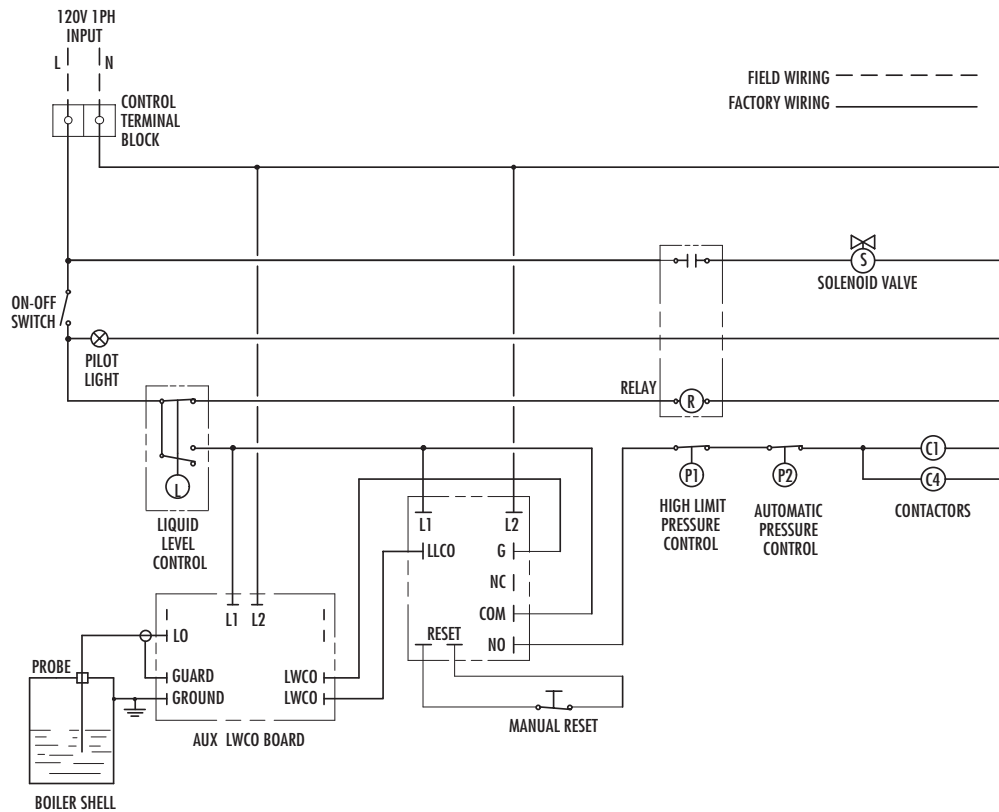 120V 1PH
INPUT
L
N
CONTROL
TERMINAL
BLOCK
FIELD WIRING
FACTORY WIRING
S
SOLENOID VALVE
ON-OFF
SWITCH
PILOT
LIGHT
RELAY
R
L
LIQUID
LEVEL
CONTROL
P1
HIGH LIMIT
PRESSURE
CONTROL
P2
AUTOMATIC
PRESSURE
CONTROL
C1
C4
CONTACTORS
L1
L2
LLCO
G
NC
COM
RESET
NO
MANUAL RESET
L1 L2
LO
GUARD
GROUND
LWCO
LWCO
AUX LWCO BOARD
PROBE
BOILER SHELL